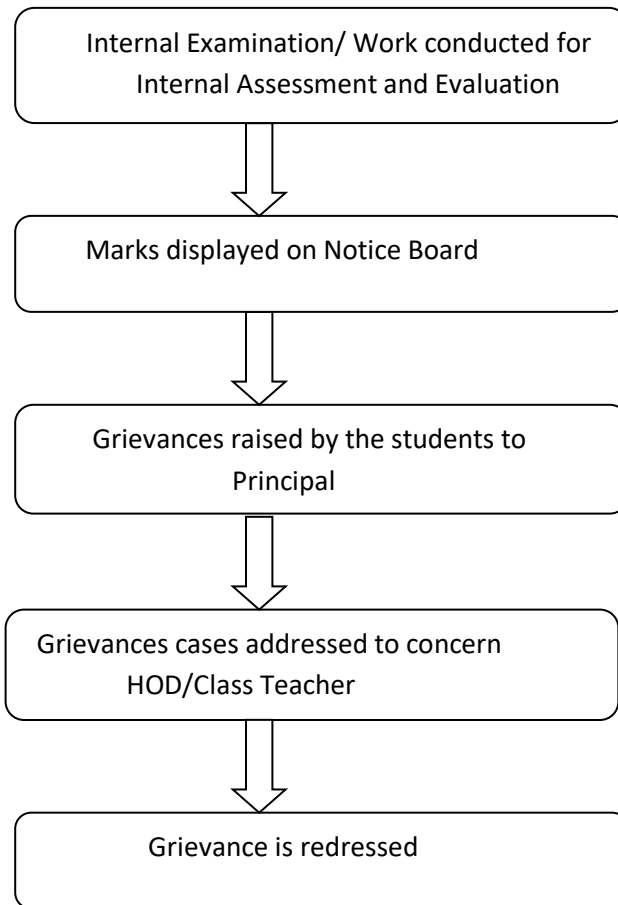 Internal Examination/ Work conducted for
Internal Assessment and Evaluation
Marks displayed on Notice Board
Grievances raised by the students to
Principal
Grievances cases addressed to concern
HOD/Class Teacher
Grievance is redressed